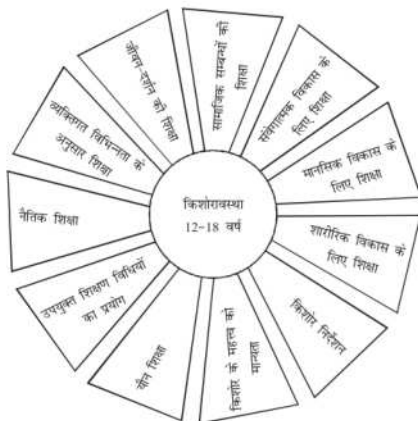 किशोरावस्था
12-18 वर्ष
सामाजिक सम्बन्धों की
शिक्षा
संवेगात्मक विकास के
लिए शिक्षा
मानसिक विकास के
लिए शिक्षा
शारीरिक विकास के
लिए शिक्षा
किशोर निर्देशन
किशोर के महत्त्व को
मान्यता
यौन शिक्षा
उपयुक्त शिक्षण विधियों
का प्रयोग
नैतिक शिक्षा
व्यक्तिगत विभिन्नता के
अनुसार शिक्षा
जीवन-दर्शन की शिक्षा